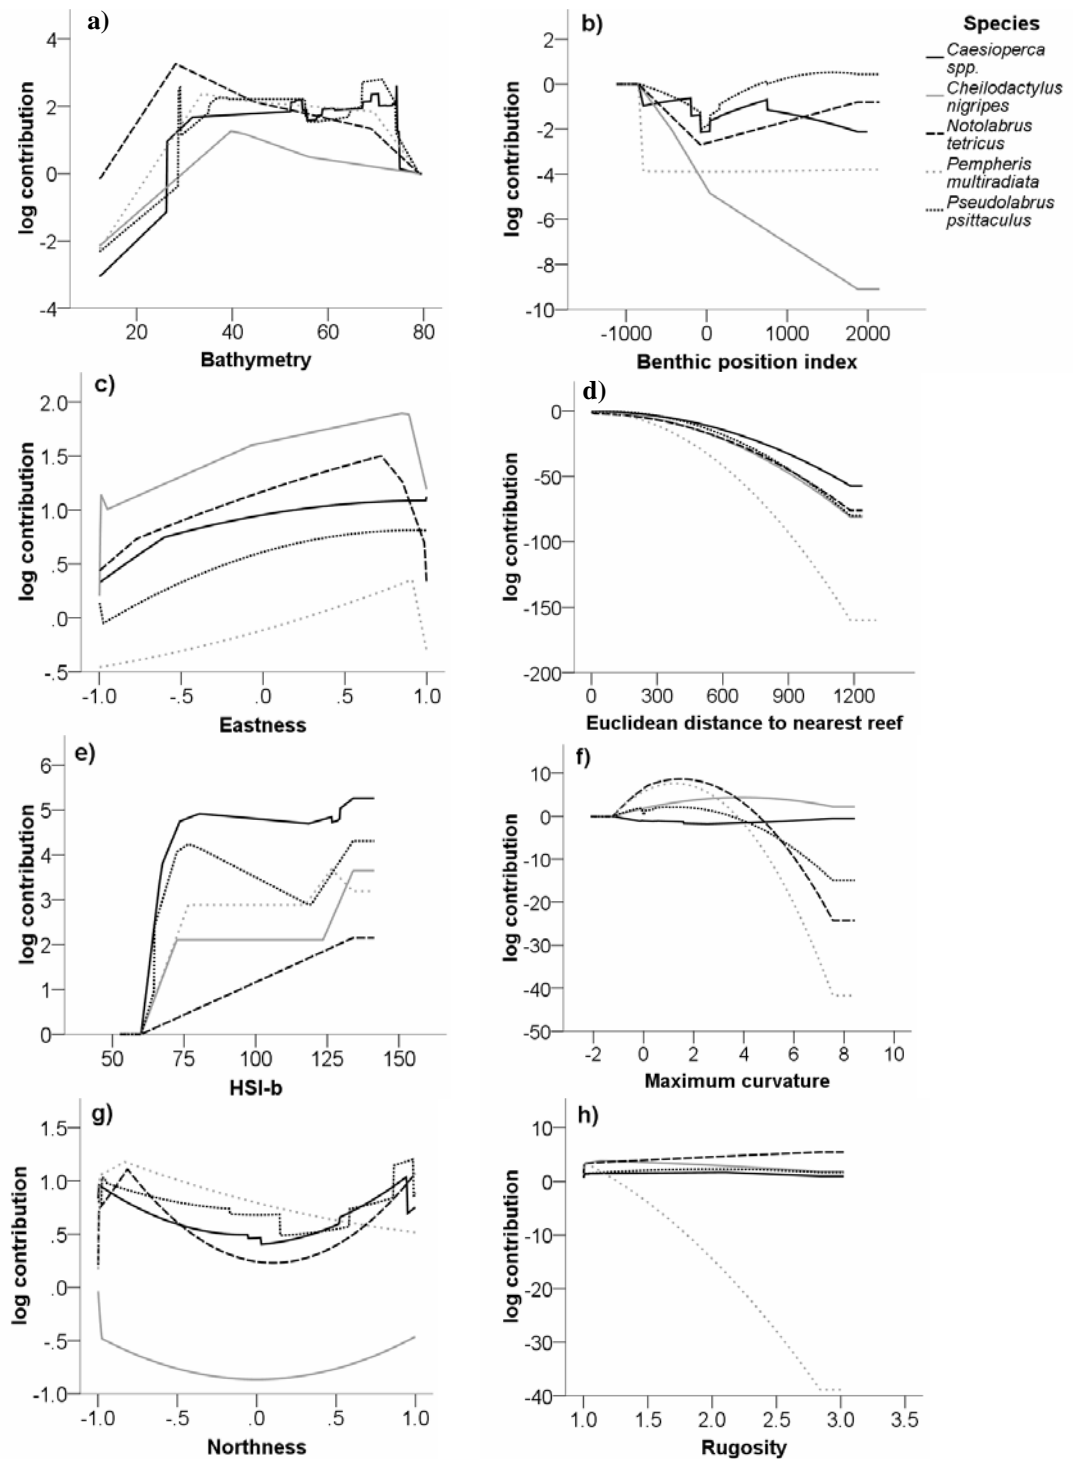 a)
4
2
0
-2
-4
log contribution
20
40
60
80
Bathymetry
b)
2
0
-2
-4
-6
-8
-10
log contribution
-1000
0
1000
2000
Benthic position index
Species
Caesioperca
spp.
Cheilodactylus
nigripes
Notolabrus
tetricus
Pempheris
multiradiata
Pseudolabrus
psittaculus
c)
2.0
1.5
1.0
.5
.0
-.5
log contribution
-1.0
-.5
.0
.5
1.0
Eastness
d)
0
-50
-100
-150
-200
log contribution
0
300
600
900
1200
Euclidean distance to nearest reef
e)
6
5
4
3
2
1
0
log contribution
50
75
100
125
150
HSI-b
f)
10
0
-10
-20
-30
-40
-50
log contribution
-2
0
2
4
6
8
10
Maximum curvature
g)
1.5
1.0
.5
.0
-.5
-1.0
log contribution
-1.0
-.5
.0
.5
1.0
Northness
h)
10
0
-10
-20
-30
-40
log contribution
1.0
1.5
2.0
2.5
3.0
3.5
Rugosity